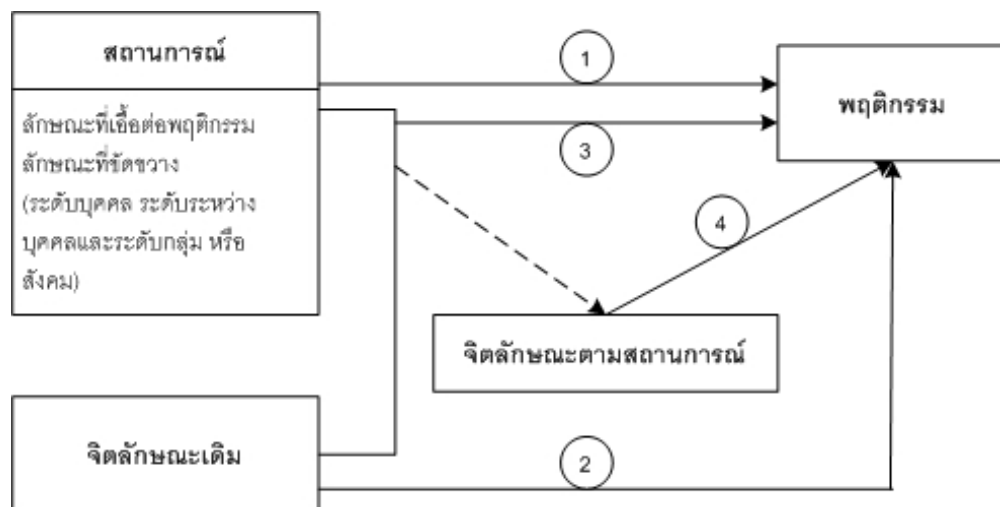 สถานการณ์
ลักษณะที่เอื้อต่อพฤติกรรม
ลักษณะที่ขัดขวาง
(ระดับบุคคล ระดับระหว่าง
บุคคลและระดับกลุ่ม หรือ
สังคม)
1
พฤติกรรม
3
4
จิตลักษณะตามสถานการณ์
จิตลักษณะเดิม
2